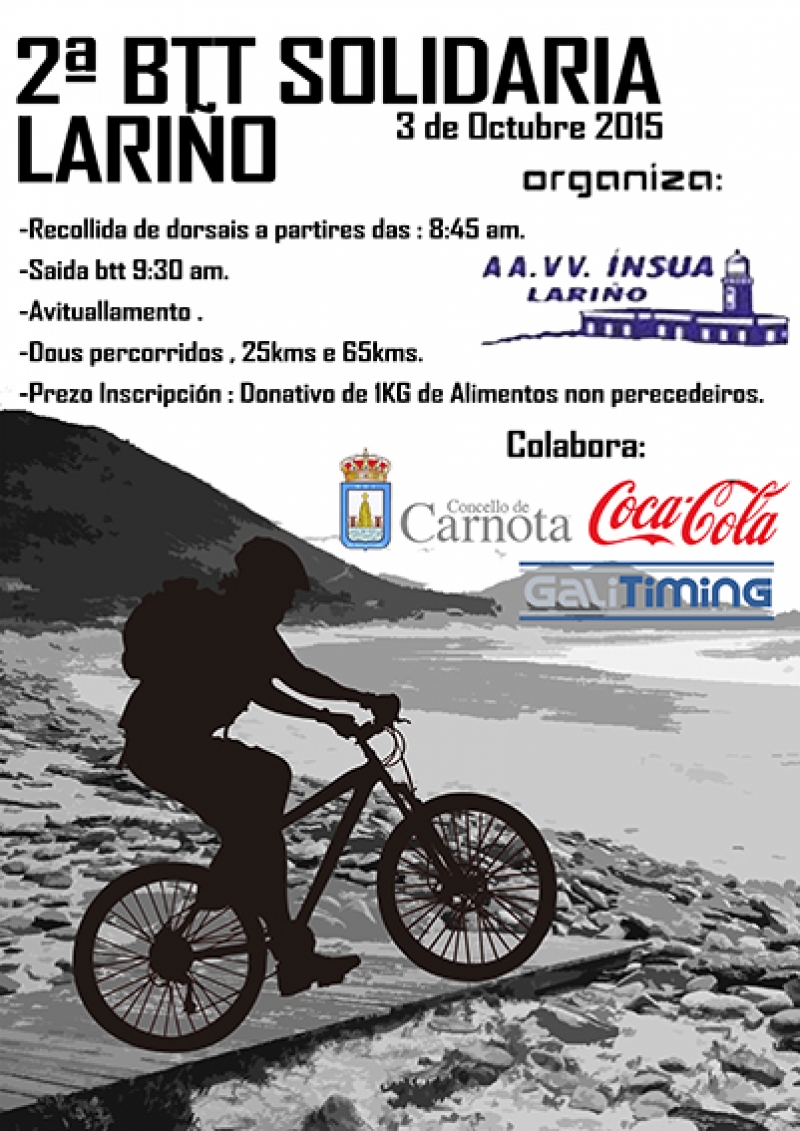 2ª BTT SOLIDARIA
LARIÑO
3 de Octubre 2015
organiza:
-Recollida de dorsais a partires das : 8:45 am.
-Saida btt 9:30 am.
-Avituallamento .
-Dous percorridos , 25kms e 65kms.
-Prezo Inscripción : Donativo de 1KG de Alimentos non perecedeiros.
AA.VV. ÍNSUA
LARIÑO
Colabora:
Concello de
Carnota
Coca-Cola
GaliTiming